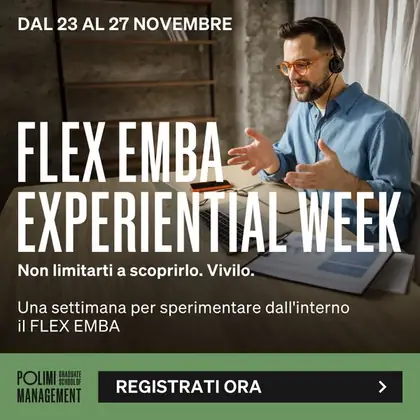 DAL 23 AL 27 NOVEMBRE
FLEX EMBA
EXPERIENTIAL WEEK
Non limitarti a scoprirlo. Vivilo.
Una settimana per sperimentare dall'interno
il FLEX EMBA
POLIMI GRADUATE
SCHOOL OF
MANAGEMENT
REGISTRATI ORA